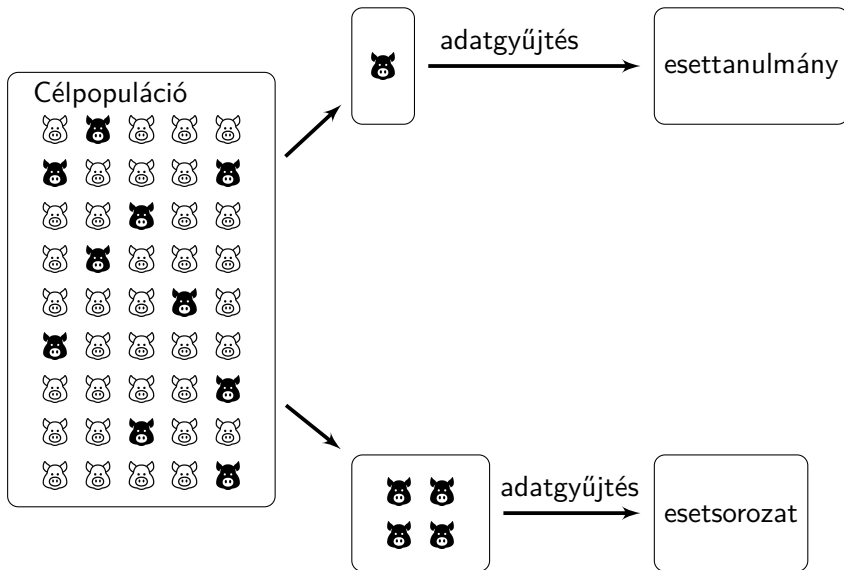 Célpopuláció
adatgyűjtés
esettanulmány
adatgyűjtés
esetsorozat